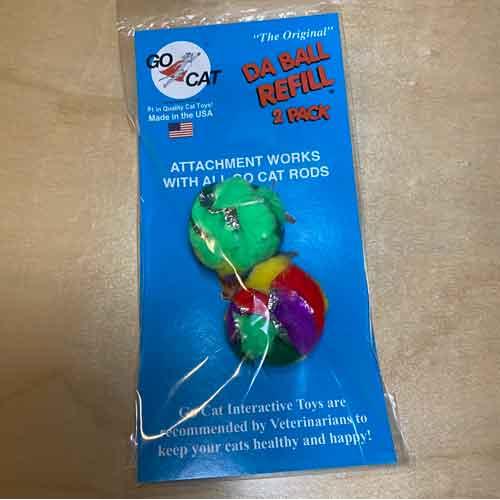 GO
CAT
"The Original"
DA BALL
REFILL
2 PACK
#1 in Quality Cat Toys!
Made in the USA
ATTACHMENT WORKS
WITH ALL GO CAT RODS
Go Cat Interactive Toys are
recommended by Veterinarians to
keep your cats healthy and happy!